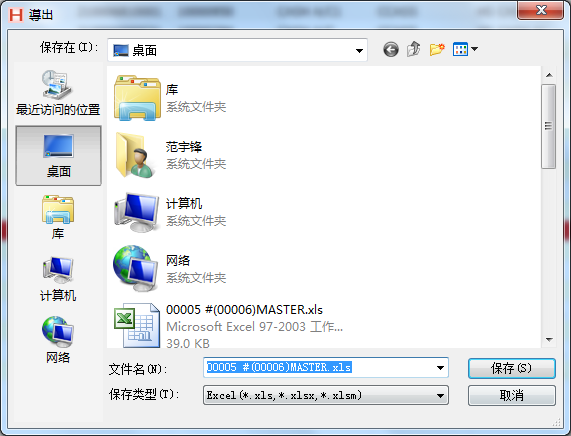 導出
保存在(I):
桌面
最近访问的位置
桌面
库
计算机
网络
库
系统文件夹
范宇锋
系统文件夹
计算机
系统文件夹
网络
系统文件夹
00005 #(00006)MASTER.xls
Microsoft Excel 97-2003 工作...
39.0 KB
文件名(N):
00005 #(00006)MASTER.xls
保存(S)
保存类型(T):
Excel(*.xls,*.xlsx,*.xlsm)
取消